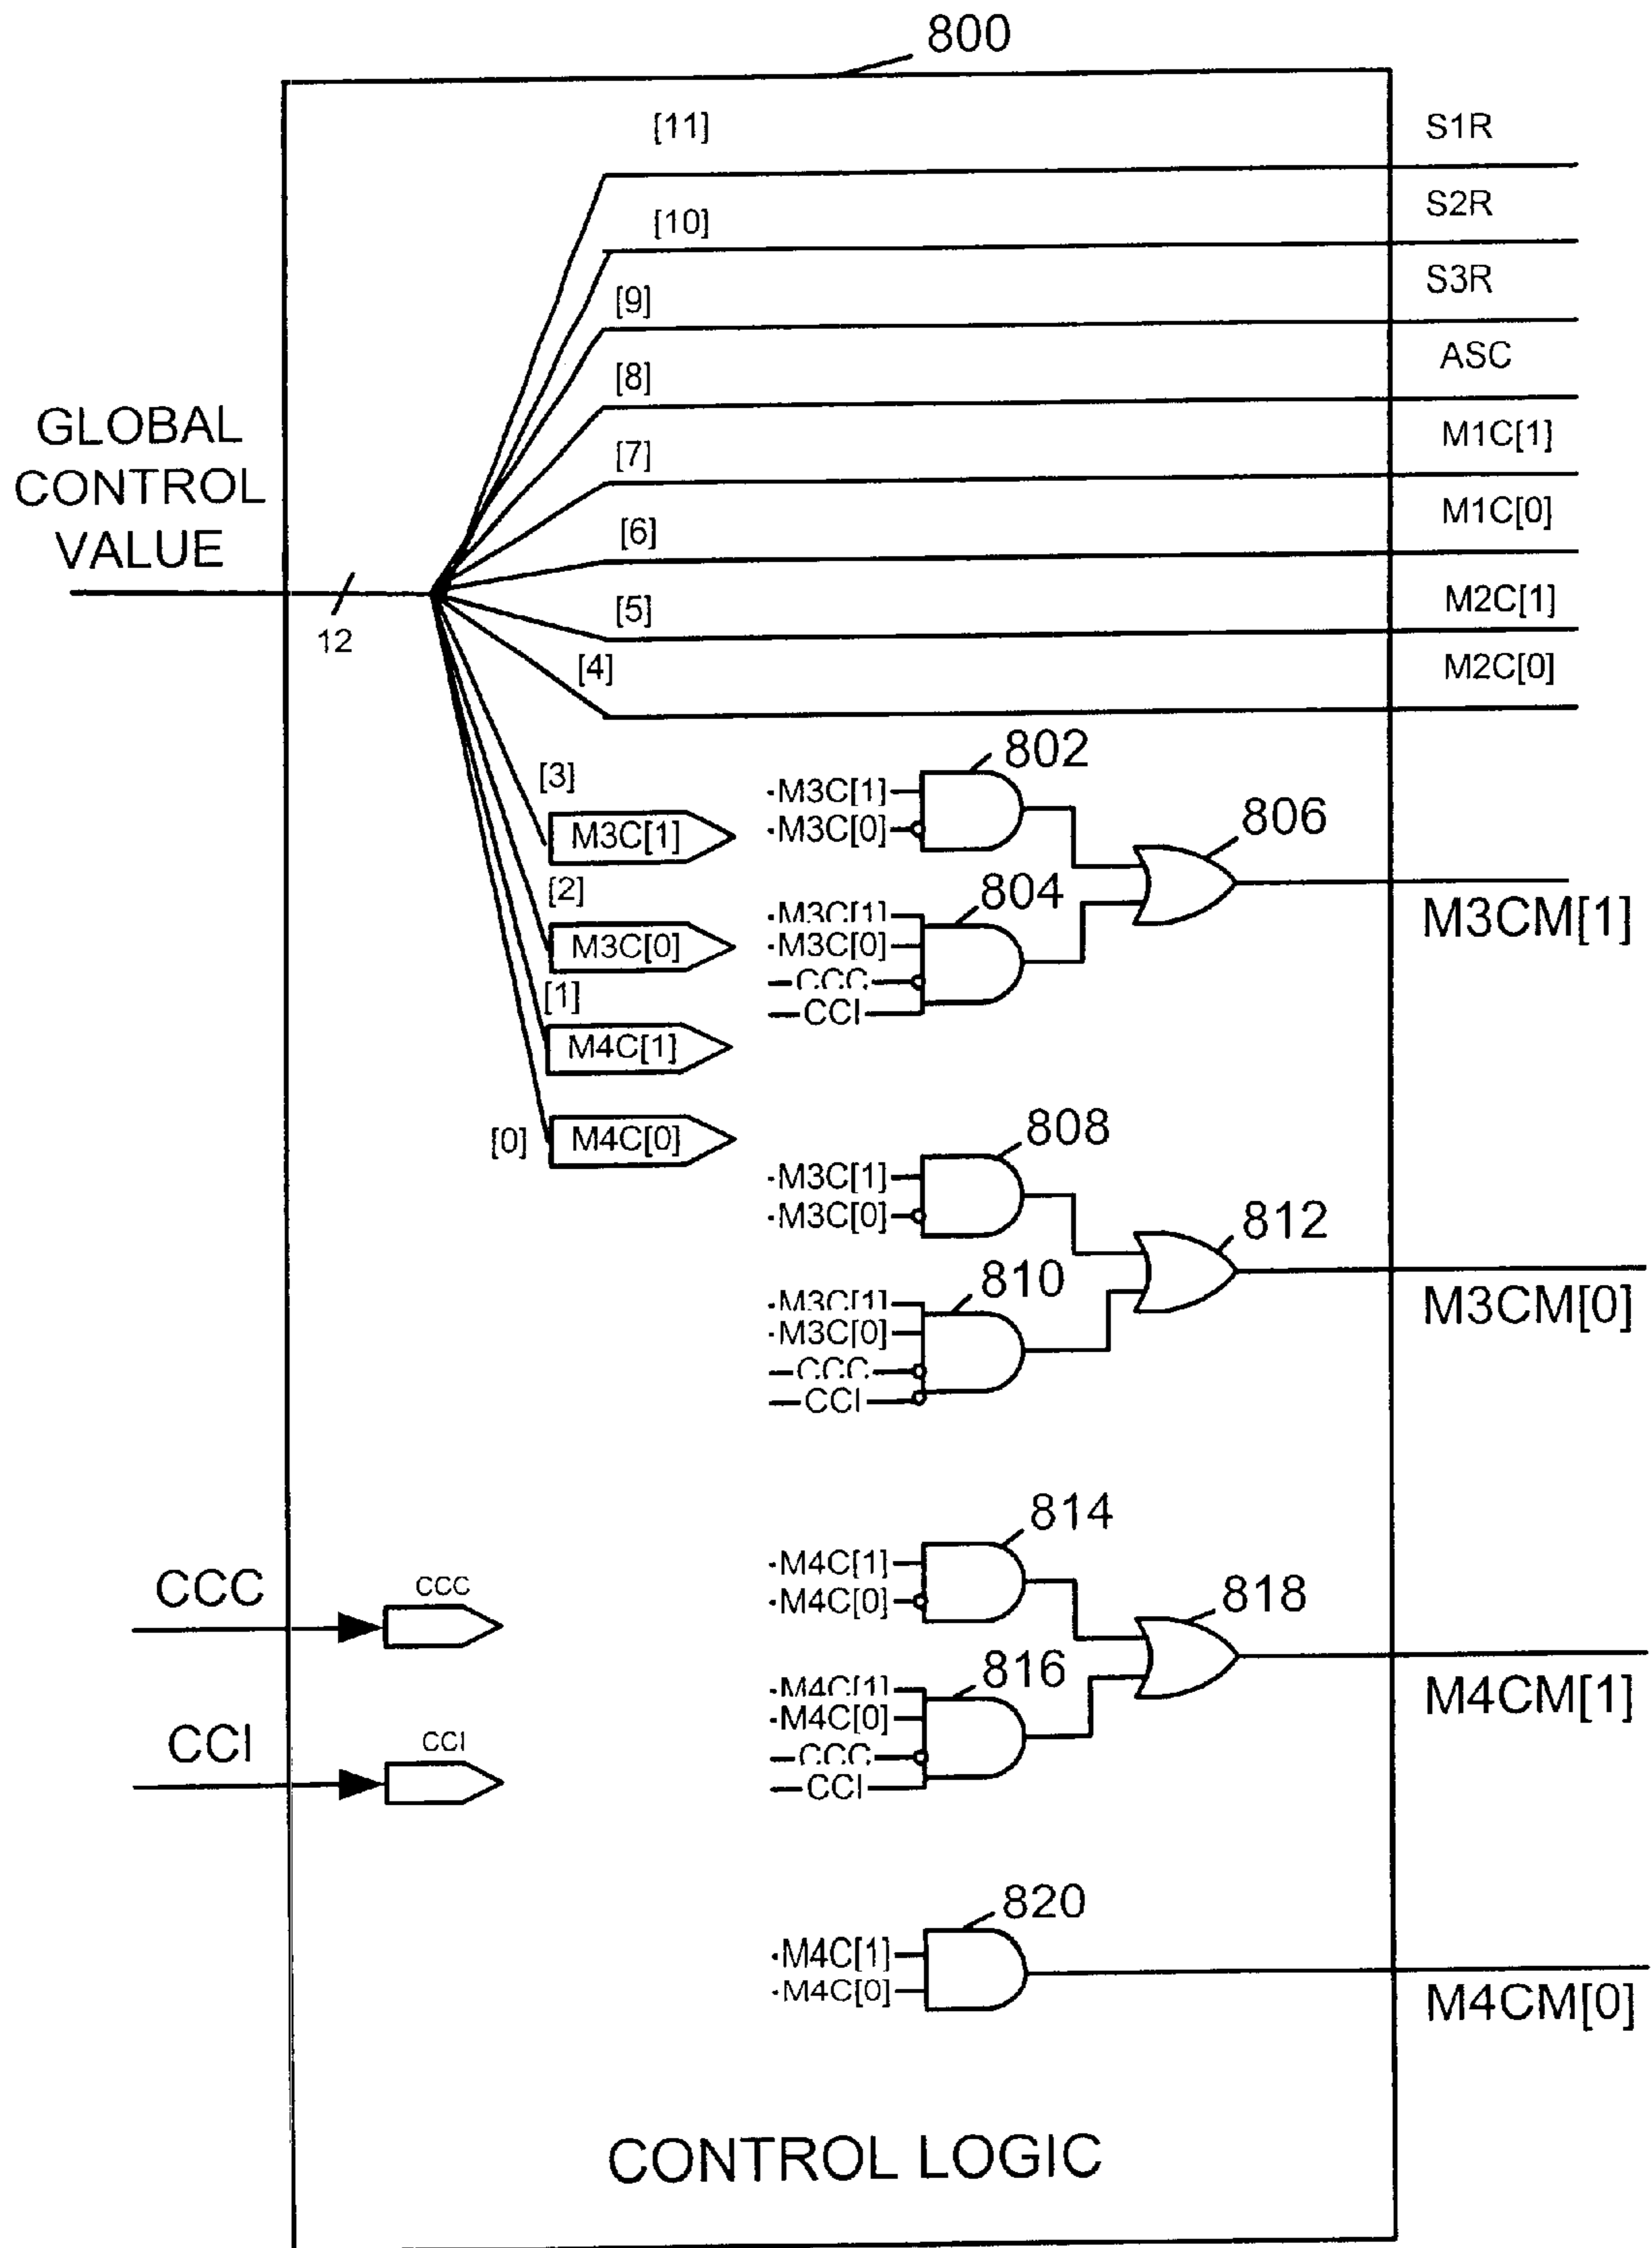 800
[11]
S1R
[10]
S2R
[9]
S3R
[8]
ASC
[7]
M1C[1]
[6]
M1C[0]
[5]
M2C[1]
[4]
M2C[0]
GLOBAL
CONTROL
VALUE
12
[3]
M3C[1]
[2]
M3C[0]
[1]
M4C[1]
[0]
M4C[0]
802
M3C[1]
M3C[0]
804
M3C[1]
M3C[0]
CCC
CCI
806
M3CM[1]
808
M3C[1]
M3C[0]
810
M3C[1]
M3C[0]
CCC
CCI
812
M3CM[0]
CCC
CCC
CCI
CCI
814
M4C[1]
M4C[0]
816
M4C[1]
M4C[0]
CCC
CCI
818
M4CM[1]
820
M4C[1]
M4C[0]
M4CM[0]
CONTROL LOGIC